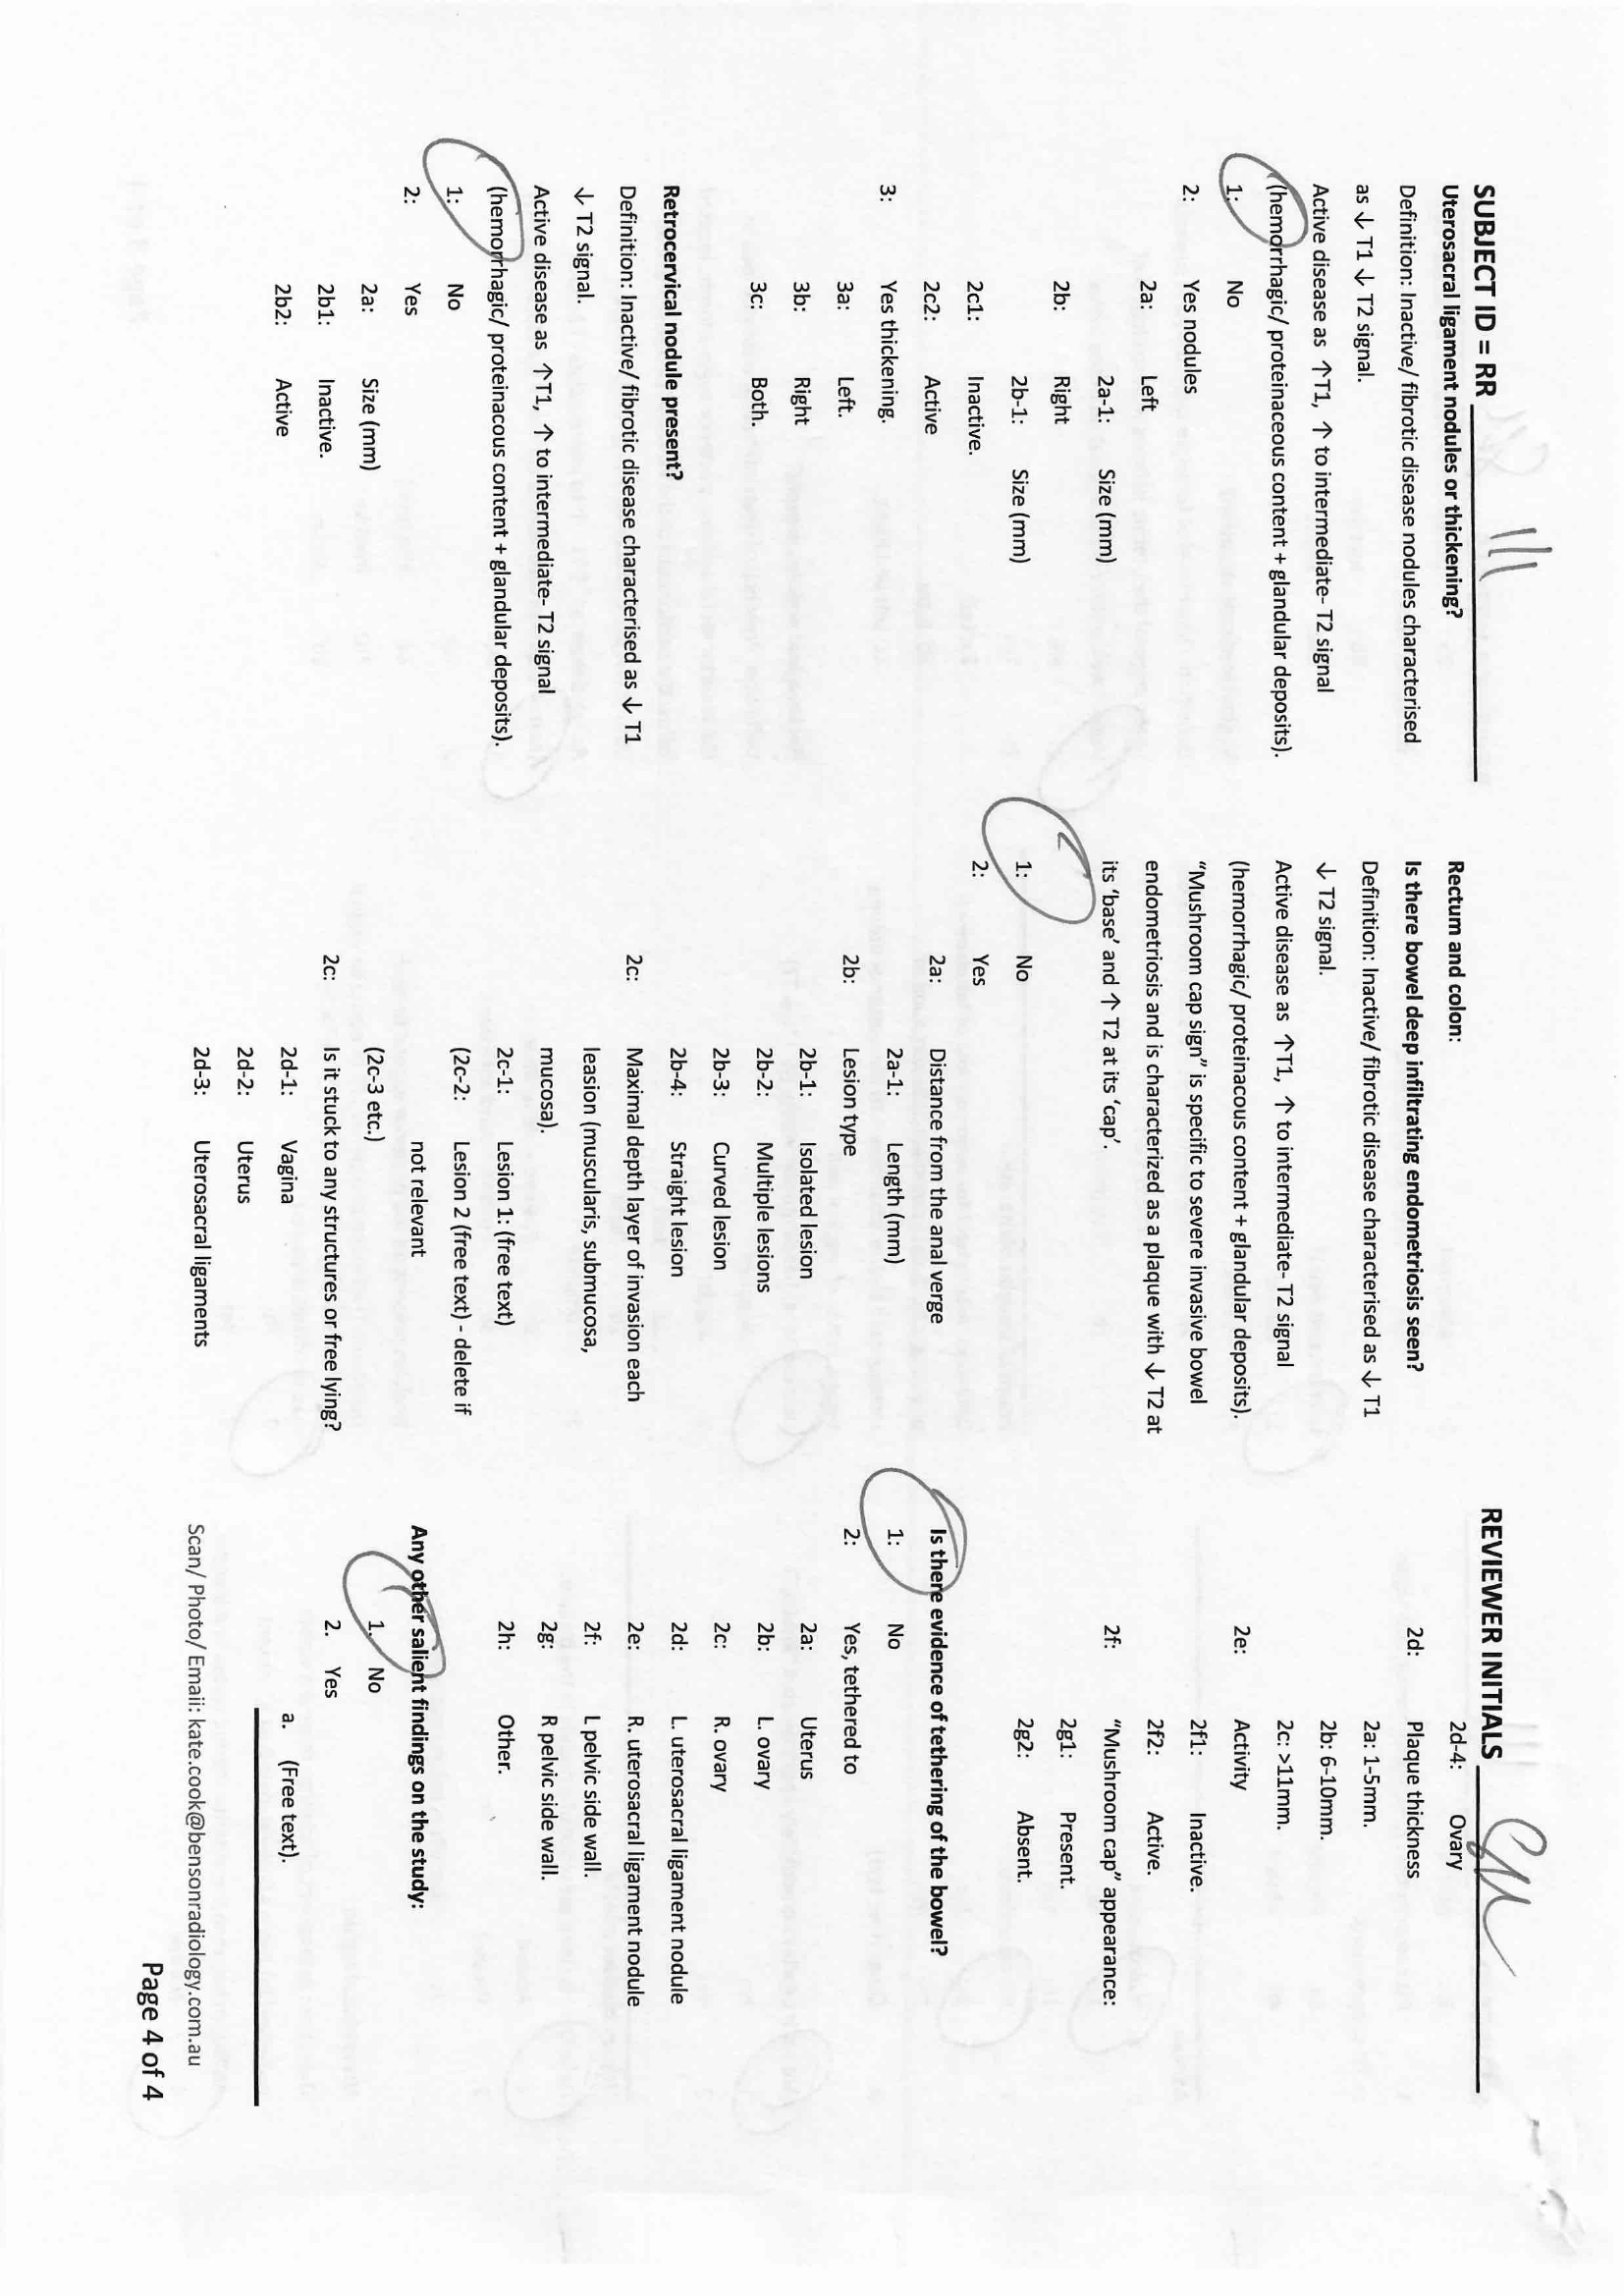 SUBJECT ID = RR 111
Uterosacral ligament nodules or thickening?
Definition: Inactive/ fibrotic disease nodules characterised
as ↓ T1 ↓ T2 signal.
Active disease as ↑T1, ↑ to intermediate- T2 signal
(hemorrhagic/ proteinaceous content + glandular deposits).
1: No
2: Yes nodules
2a: Left
2a-1: Size (mm)
2b: Right
2b-1: Size (mm)
2c1: Inactive.
2c2: Active
3: Yes thickening.
3a: Left.
3b: Right
3c: Both.
Retrocervical nodule present?
Definition: Inactive/ fibrotic disease characterised as ↓ T1
↓ T2 signal.
Active disease as ↑T1, ↑ to intermediate- T2 signal
(hemorrhagic/ proteinacous content + glandular deposits).
1: No
2: Yes
2a: Size (mm)
2b1: Inactive.
2b2: Active
Rectum and colon:
Is there bowel deep infiltrating endometriosis seen?
Definition: Inactive/ fibrotic disease characterised as ↓ T1
↓ T2 signal.
Active disease as ↑T1, ↑ to intermediate- T2 signal
(hemorrhagic/ proteinacous content + glandular deposits).
"Mushroom cap sign" is specific to severe invasive bowel
endometriosis and is characterized as a plaque with ↓ T2 at
its 'base' and ↑ T2 at its 'cap'.
1: No
2: Yes
2a: Distance from the anal verge
2a-1: Length (mm)
2b: Lesion type
2b-1: Isolated lesion
2b-2: Multiple lesions
2b-3: Curved lesion
2b-4: Straight lesion
2c: Maximal depth layer of invasion each
leasion (muscularis, submucosa,
mucosa).
2c-1: Lesion 1: (free text)
(2c-2: Lesion 2 (free text) - delete if
not relevant
(2c-3 etc.)
2c: Is it stuck to any structures or free lying?
2d-1: Vagina
2d-2: Uterus
2d-3: Uterosacral ligaments
REVIEWER INITIALS
2d-4: Ovary
2d: Plaque thickness
2a: 1-5mm.
2b: 6-10mm.
2c: >11mm.
2e: Activity
2f1: Inactive.
2f2: Active.
2f: "Mushroom cap" appearance:
2g1: Present.
2g2: Absent.
Is there evidence of tethering of the bowel?
1: No
2: Yes, tethered to
2a: Uterus
2b: L. ovary
2c: R. ovary
2d: L. uterosacral ligament nodule
2e: R. uterosacral ligament nodule
2f: L pelvic side wall.
2g: R pelvic side wall.
2h: Other.
Any other salient findings on the study:
1. No
2. Yes
a. (Free text).
Scan/ Photo/ Email: kate.cook@bensonradiology.com.au
Page 4 of 4